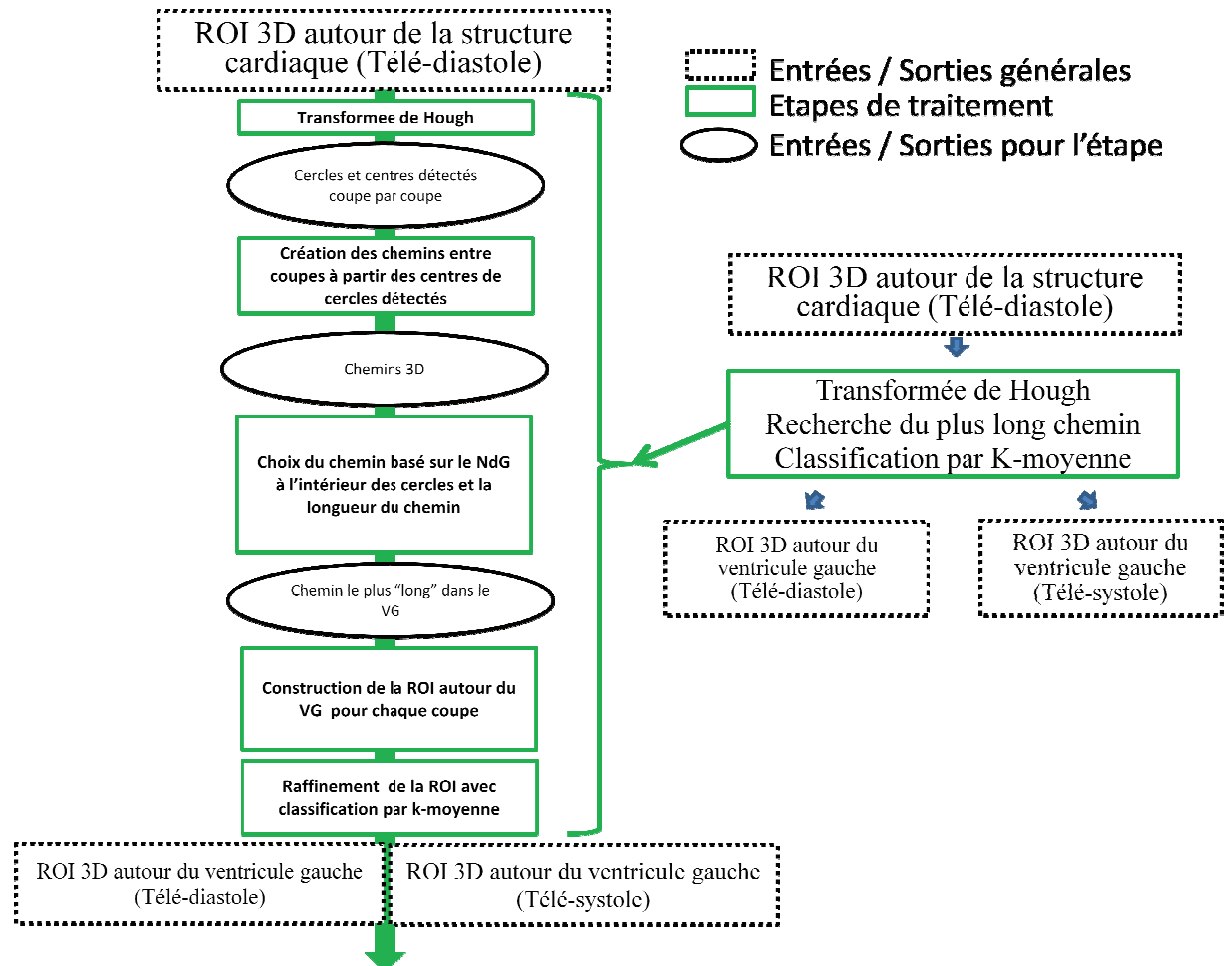 ROI 3D autour de la structure
cardiaque (Télé-diastole)
Transformee de Hough
Cercles et centres détectés
coupe par coupe
Création des chemins entre
coupes à partir des centres de
cercles détectés
Chemirs 3D
Choix du chemin basé sur le NdG
à l'intérieur des cercles et la
longueur du chemin
Chemin le plus "long" dans le
V6
Construction de la ROI autour du
VG pour chaque coupe
Raffinement de la ROI avec
classification par k-moyenne
ROI 3D autour du ventricule gauche
(Télé-diastole)
ROI 3D autour du ventricule gauche
(Télé-systole)
Entrées / Sorties générales
Etapes de traitement
Entrées / Sorties pour l'étape
ROI 3D autour de la structure
cardiaque (Télé-diastole)
Transformée de Hough
Recherche du plus long chemin
Classification par K-moyenne
ROI 3D autour du
ventricule gauche
(Télé-diastole)
ROI 3D autour du
ventricule gauche
(Télé-systole)